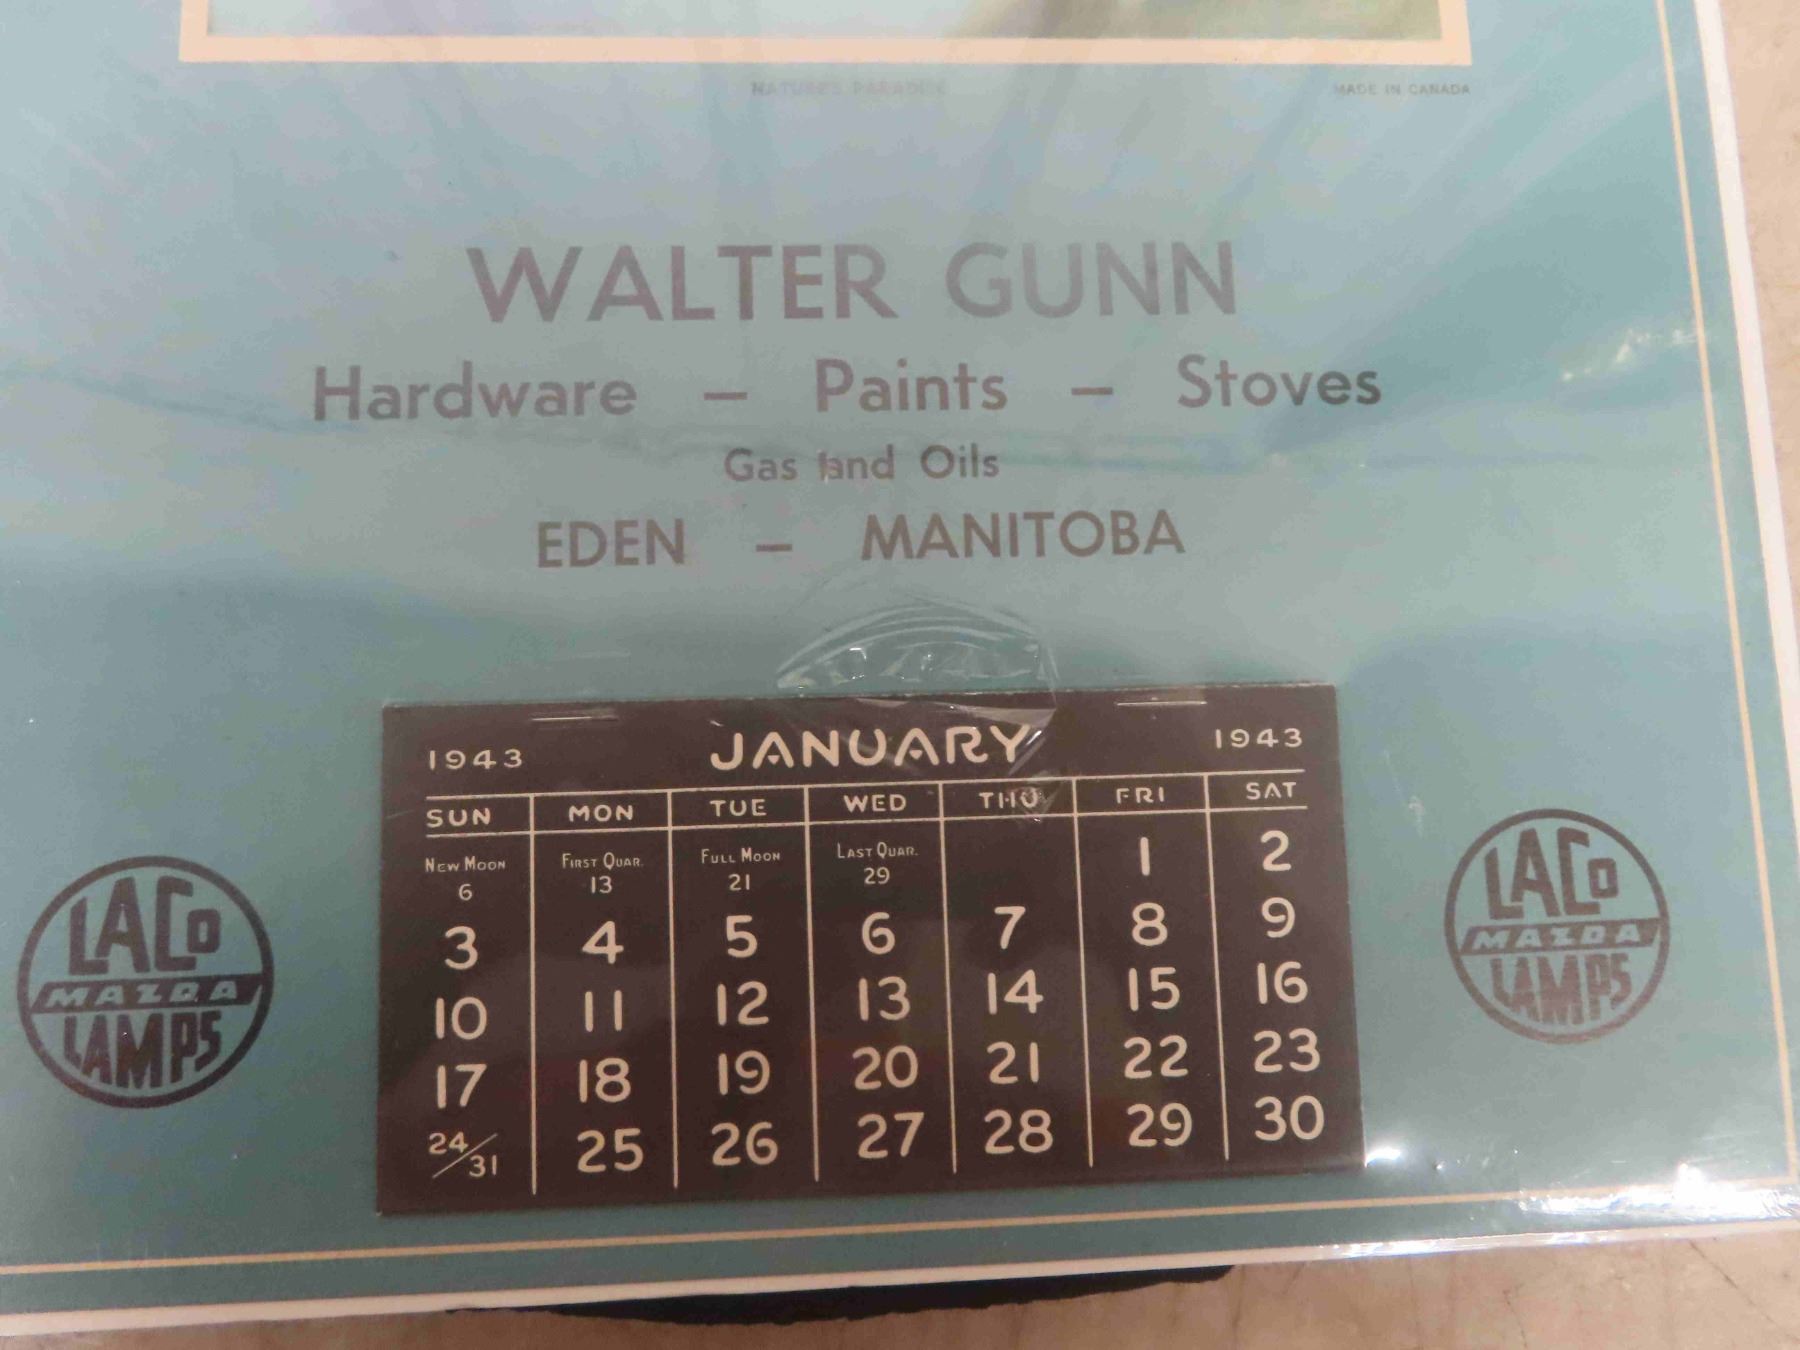 NATURE'S PARADISE
MADE IN CANADA
WALTER GUNN
Hardware – Paints – Stoves
Gas and Oils
EDEN – MANITOBA
1943 JANUARY 1943
SUN MON TUE WED THU FRI SAT
NEW MOON 6 FIRST QUAR. 13 FULL MOON 21 LAST QUAR. 29 1 2
3 4 5 6 7 8 9
10 11 12 13 14 15 16
17 18 19 20 21 22 23
24/31 25 26 27 28 29 30
LACO
MAZDA
LAMPS
LACO
MAZDA
LAMPS